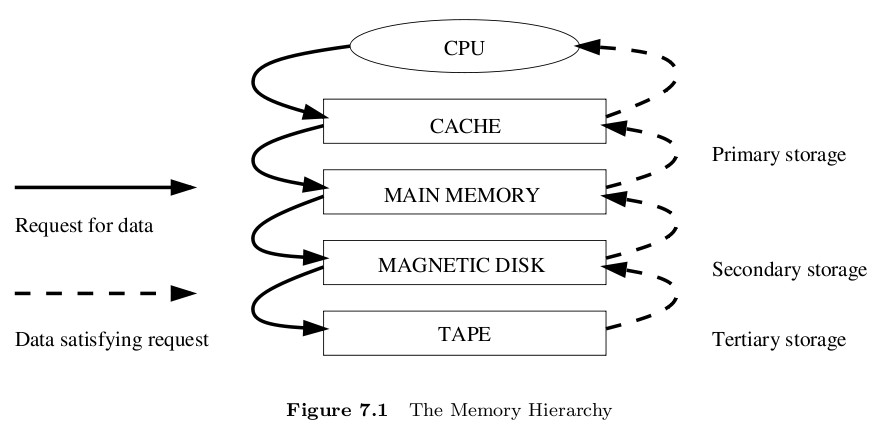 CPU
CACHE
Primary storage
MAIN MEMORY
Request for data
MAGNETIC DISK
Secondary storage
TAPE
Data satisfying request
Tertiary storage
Figure 7.1 The Memory Hierarchy